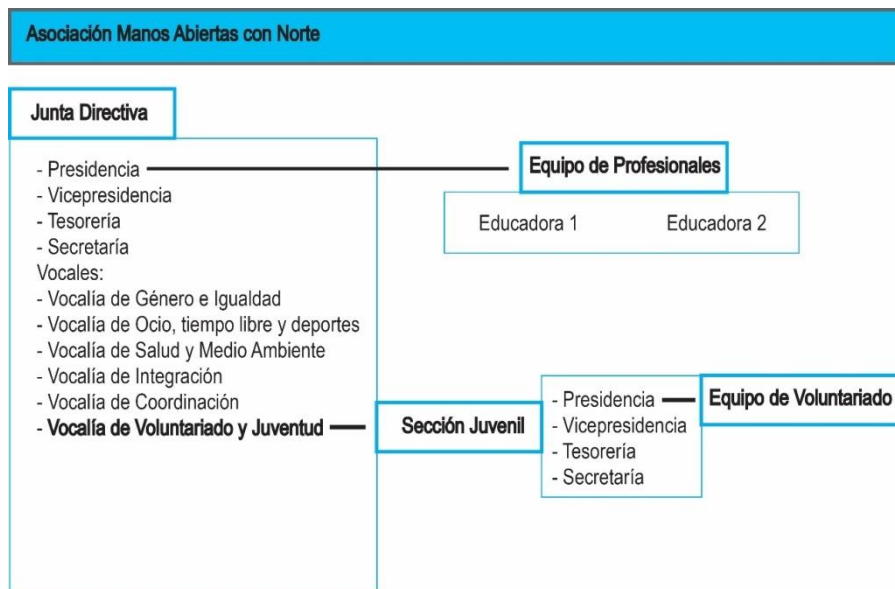 Asociación Manos Abiertas con Norte
Junta Directiva
- Presidencia
- Vicepresidencia
- Tesorería
- Secretaría
Vocales:
- Vocalía de Género e Igualdad
- Vocalía de Ocio, tiempo libre y deportes
- Vocalía de Salud y Medio Ambiente
- Vocalía de Integración
- Vocalía de Coordinación
- Vocalía de Voluntariado y Juventud
Equipo de Profesionales
Educadora 1
Educadora 2
Sección Juvenil
- Presidencia
- Vicepresidencia
- Tesorería
- Secretaría
Equipo de Voluntariado